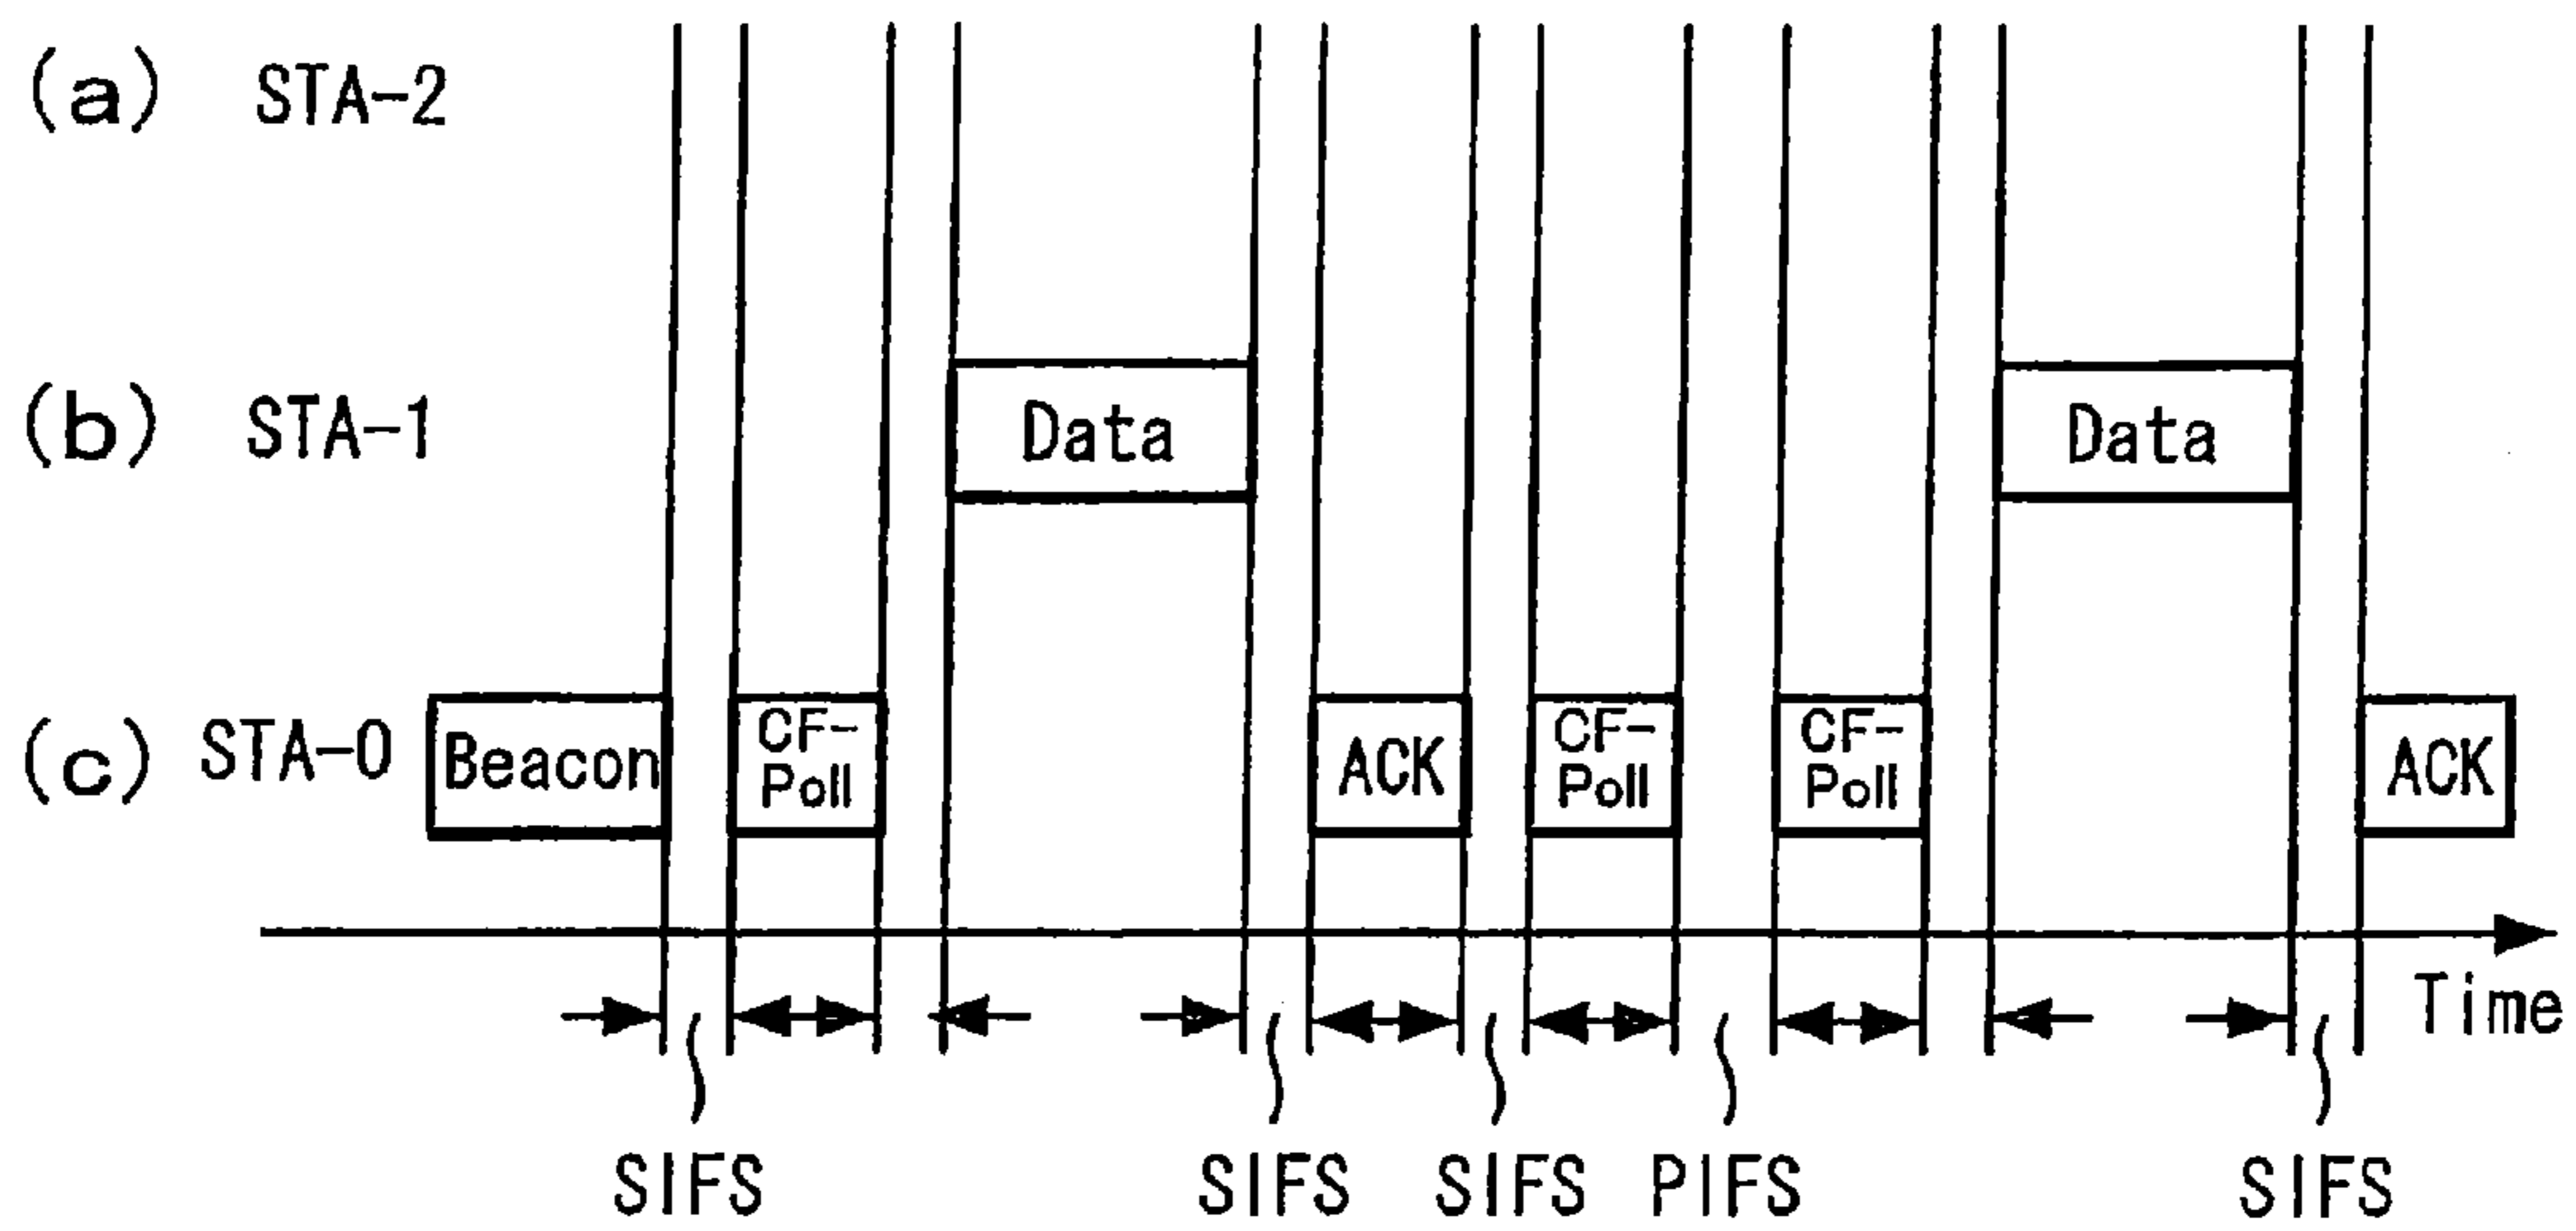 (a) STA-2
(b) STA-1 Data Data
(c) STA-0 Beacon CF-Poll ACK CF-Poll CF-Poll ACK
Time
SIFS SIFS SIFS PIFS SIFS